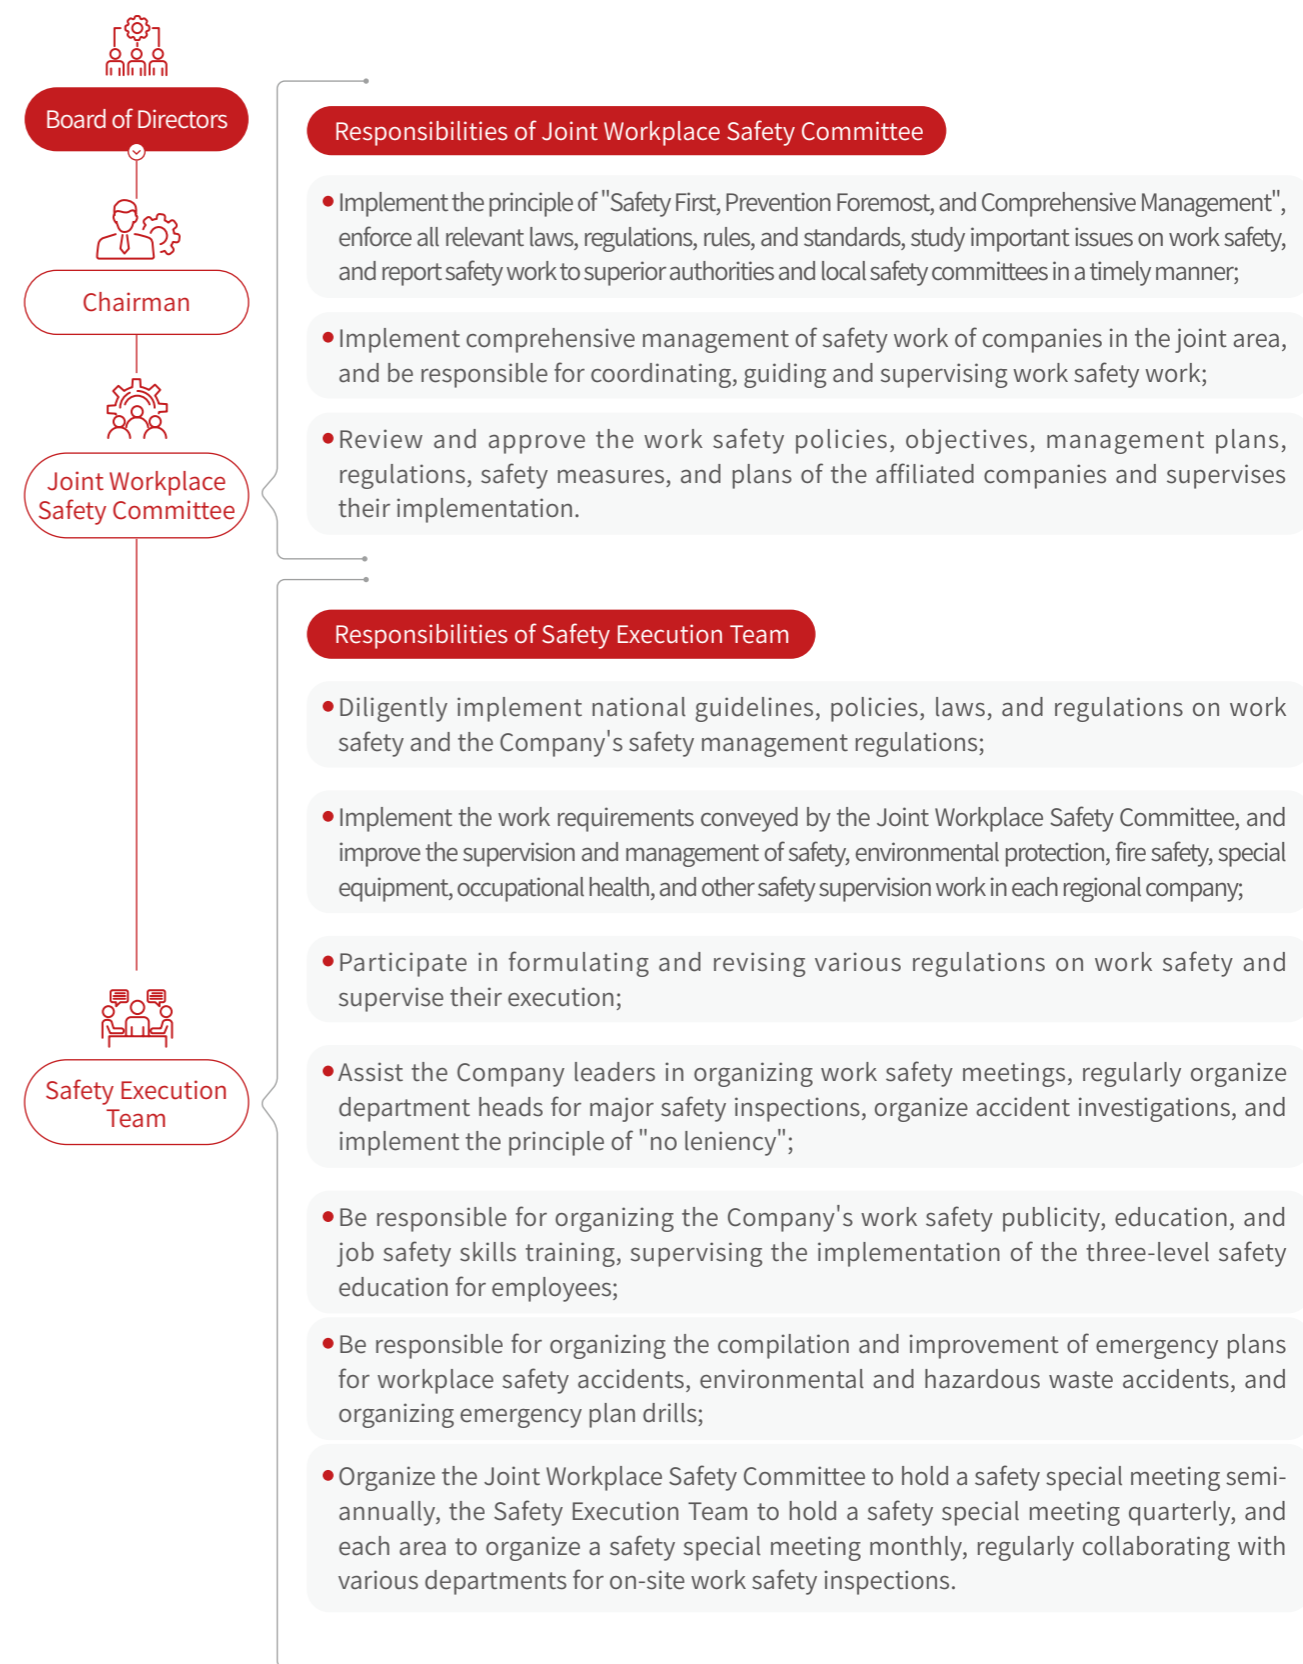 Board of Directors
Chairman
Joint Workplace
Safety Committee
Responsibilities of Joint Workplace Safety Committee
Implement the principle of "Safety First, Prevention Foremost, and Comprehensive Management",
enforce all relevant laws, regulations, rules, and standards, study important issues on work safety,
and report safety work to superior authorities and local safety committees in a timely manner;
Implement comprehensive management of safety work of companies in the joint area,
and be responsible for coordinating, guiding and supervising work safety work;
Review and approve the work safety policies, objectives, management plans,
regulations, safety measures, and plans of the affiliated companies and supervises
their implementation.
Safety Execution
Team
Responsibilities of Safety Execution Team
Diligently implement national guidelines, policies, laws, and regulations on work
safety and the Company's safety management regulations;
Implement the work requirements conveyed by the Joint Workplace Safety Committee, and
improve the supervision and management of safety, environmental protection, fire safety, special
equipment, occupational health, and other safety supervision work in each regional company;
Participate in formulating and revising various regulations on work safety and
supervise their execution;
Assist the Company leaders in organizing work safety meetings, regularly organize
department heads for major safety inspections, organize accident investigations, and
implement the principle of "no leniency";
Be responsible for organizing the Company's work safety publicity, education, and
job safety skills training, supervising the implementation of the three-level safety
education for employees;
Be responsible for organizing the compilation and improvement of emergency plans
for workplace safety accidents, environmental and hazardous waste accidents, and
organizing emergency plan drills;
Organize the Joint Workplace Safety Committee to hold a safety special meeting semi-
annually, the Safety Execution Team to hold a safety special meeting quarterly, and
each area to organize a safety special meeting monthly, regularly collaborating with
various departments for on-site work safety inspections.